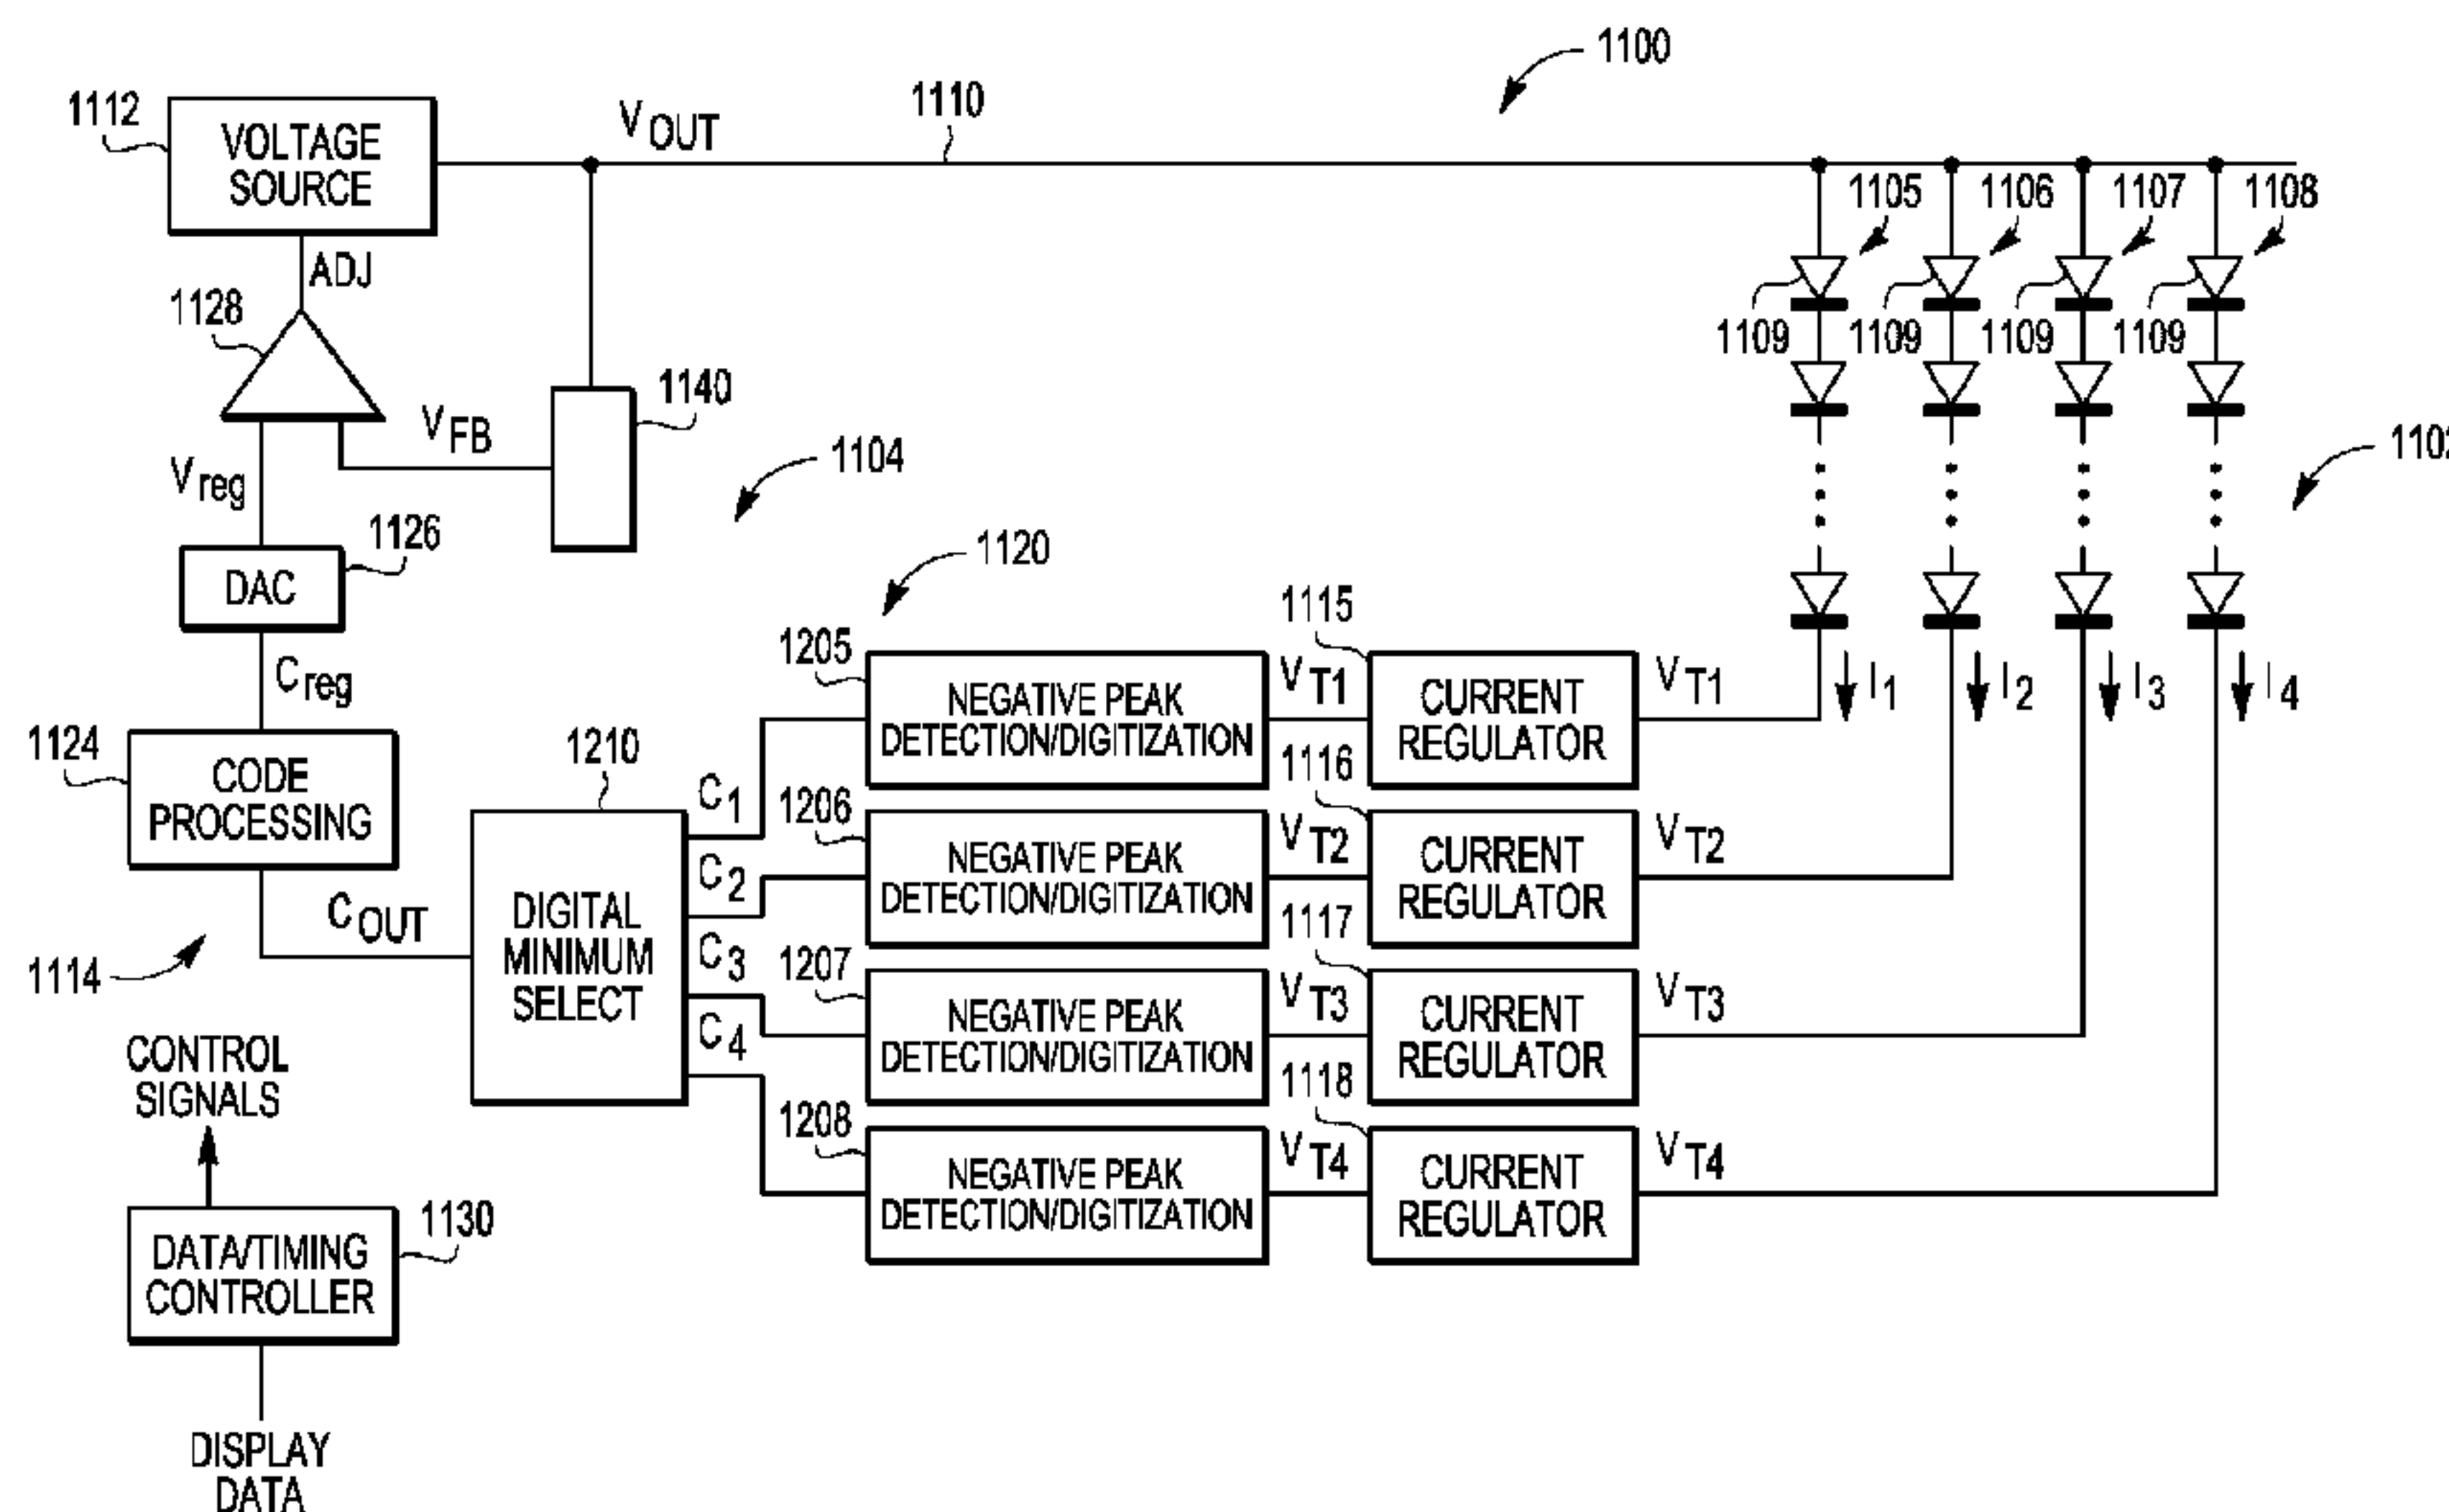 1100
1112
VOLTAGE
SOURCE
VOUT
1110
1105
1106
1107
1108
ADJ
1128
1109
1109
1109
1109
1140
VFB
1104
Vreg
1126
DAC
1120
Creg
1115
1205
NEGATIVE PEAK
DETECTION/DIGITIZATION
VT1
CURRENT
REGULATOR
VT1
I1
I2
I3
I4
1124
CODE
PROCESSING
1210
C1
1206
1116
NEGATIVE PEAK
DETECTION/DIGITIZATION
VT2
CURRENT
REGULATOR
VT2
C2
COUT
DIGITAL
MINIMUM
SELECT
C3
1207
1117
NEGATIVE PEAK
DETECTION/DIGITIZATION
VT3
CURRENT
REGULATOR
VT3
1114
C4
CONTROL
SIGNALS
1208
1118
NEGATIVE PEAK
DETECTION/DIGITIZATION
VT4
CURRENT
REGULATOR
VT4
1130
DATA/TIMING
CONTROLLER
DISPLAY
DATA